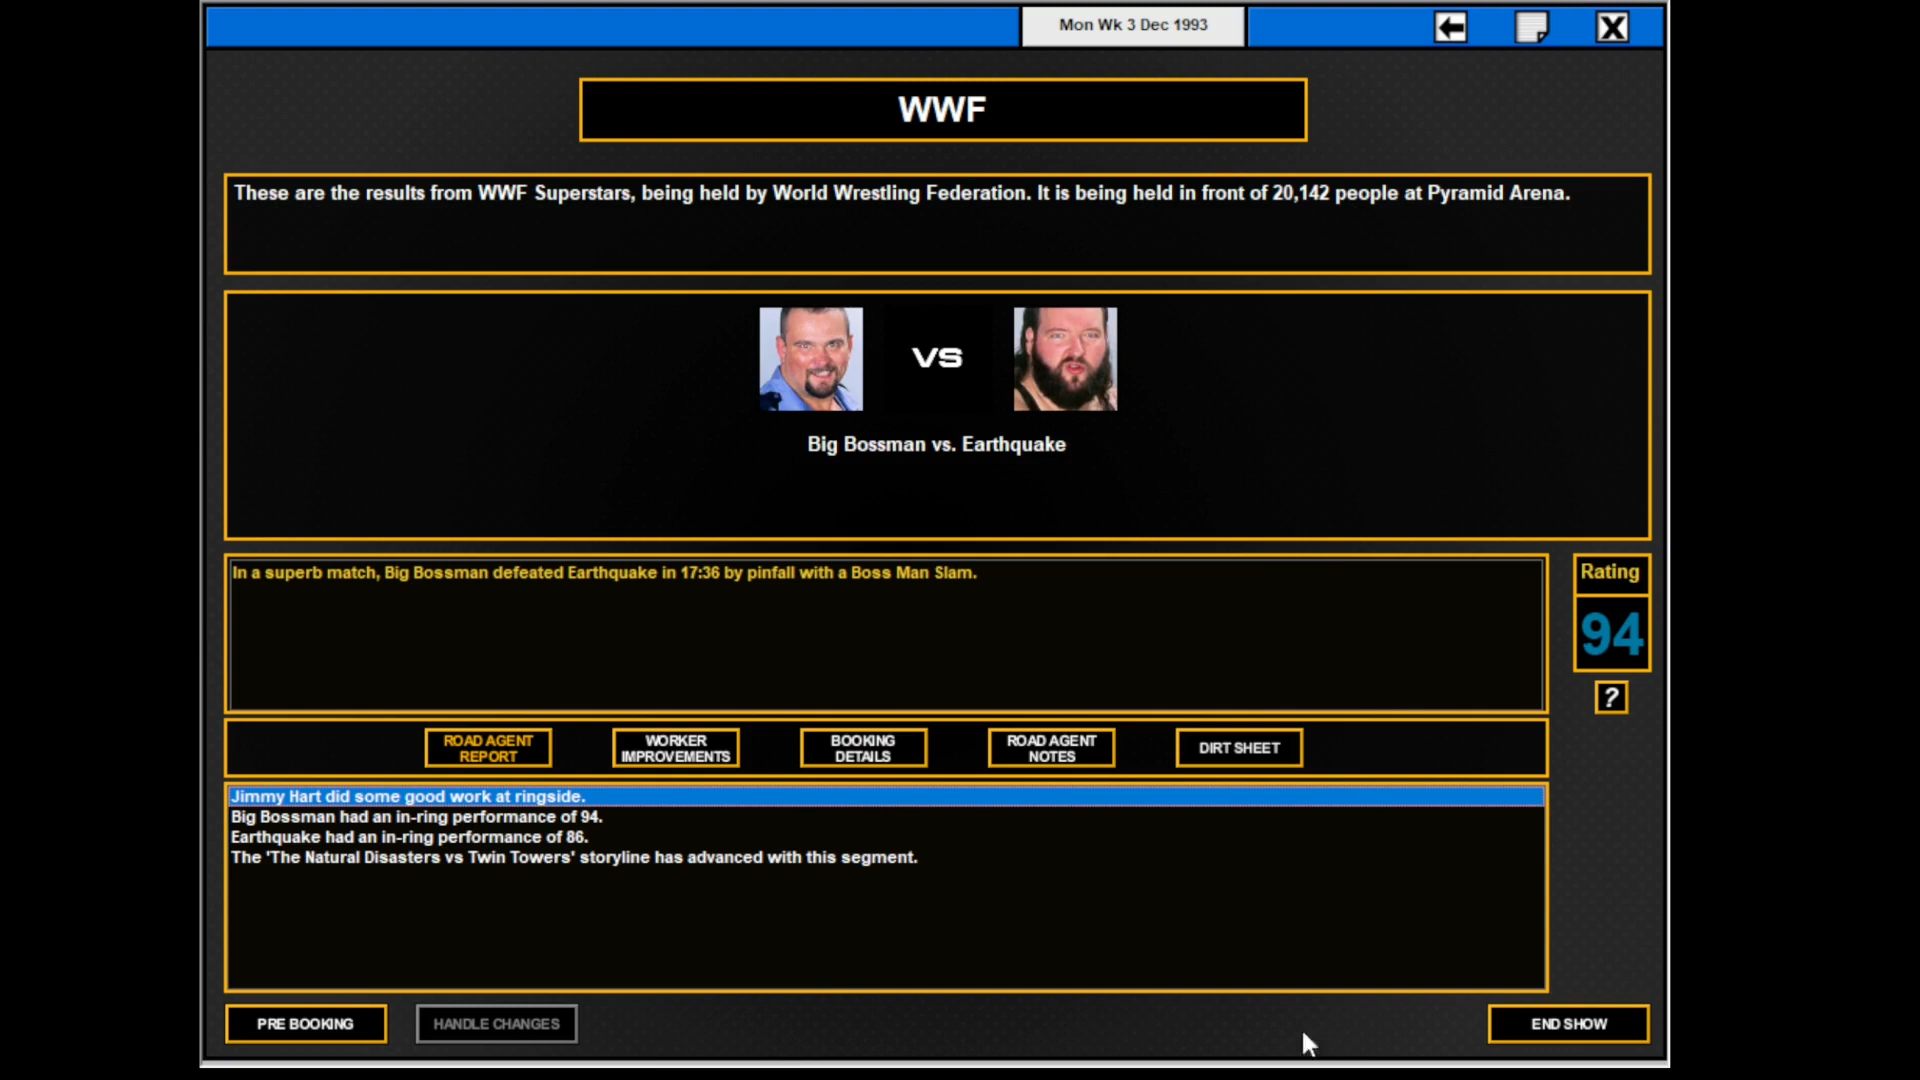 Mon Wk 3 Dec 1993
WWF
These are the results from WWF Superstars, being held by World Wrestling Federation. It is being held in front of 20,142 people at Pyramid Arena.
VS
Big Bossman vs. Earthquake
In a superb match, Big Bossman defeated Earthquake in 17:36 by pinfall with a Boss Man Slam.
Rating
94
?
ROAD AGENT REPORT
WORKER IMPROVEMENTS
BOOKING DETAILS
ROAD AGENT NOTES
DIRT SHEET
Jimmy Hart did some good work at ringside.
Big Bossman had an in-ring performance of 94.
Earthquake had an in-ring performance of 86.
The 'The Natural Disasters vs Twin Towers' storyline has advanced with this segment.
PRE BOOKING
HANDLE CHANGES
END SHOW